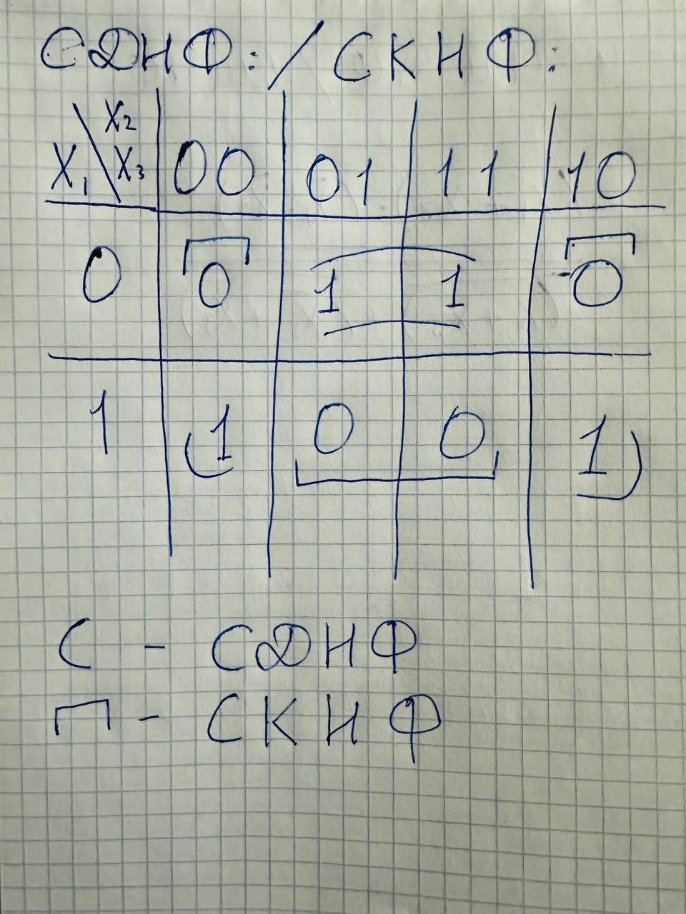 СДНФ: / СКНФ:
X₁ \ X₂ X₃ 00 01 11 10
0 0 1 1 0
1 1 0 0 1
С - СДНФ
П - СКНФ